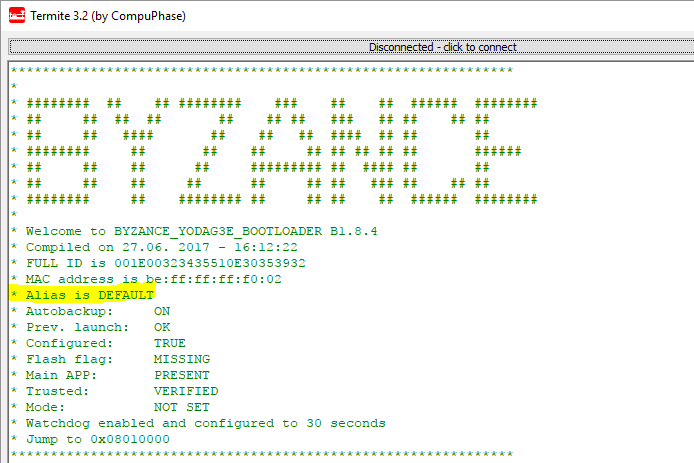 Termite 3.2 (by CompuPhase)
Disconnected - click to connect
***************************************************************
*
* ########  ##    ## ########    ###    ##    ##  ######  ########
* ##     ##  ##  ##       ##    ## ##   ###   ## ##    ## ##
* ##     ##   ####       ##    ##   ##  ####  ## ##       ##
* ########     ##       ##    ##     ## ## ## ## ##       ######
* ##     ##    ##      ##     ######### ##  #### ##       ##
* ##     ##    ##     ##      ##     ## ##   ### ##    ## ##
* ########     ##    ######## ##     ## ##    ##  ######  ########
*
* Welcome to BYZANCE_YODAG3E_BOOTLOADER B1.8.4
* Compiled on 27.06. 2017 - 16:12:22
* FULL ID is 001E00323435510E30353932
* MAC address is be:ff:ff:ff:f0:02
* Alias is DEFAULT
* Autobackup:     ON
* Prev. launch:   OK
* Configured:     TRUE
* Flash flag:     MISSING
* Main APP:       PRESENT
* Trusted:        VERIFIED
* Mode:           NOT SET
* Watchdog enabled and configured to 30 seconds
* Jump to 0x08010000
***************************************************************